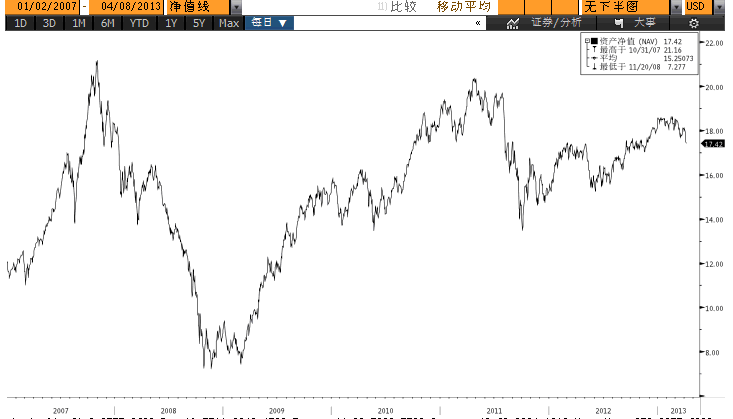 01/02/2007 - 04/08/2013 净值线 11) 比较 移动平均 无下半图 USD
1D 3D 1M 6M YTD 1Y 5Y Max 每日 ▼ « 证券/分析 大事
资产净值 (NAV) 17.42
最高于 10/31/07 21.16
平均 15.25073
最低于 11/20/08 7.277
22.00
20.00
18.00
17.42
16.00
14.00
12.00
10.00
8.00
2007 2008 2009 2010 2011 2012 2013